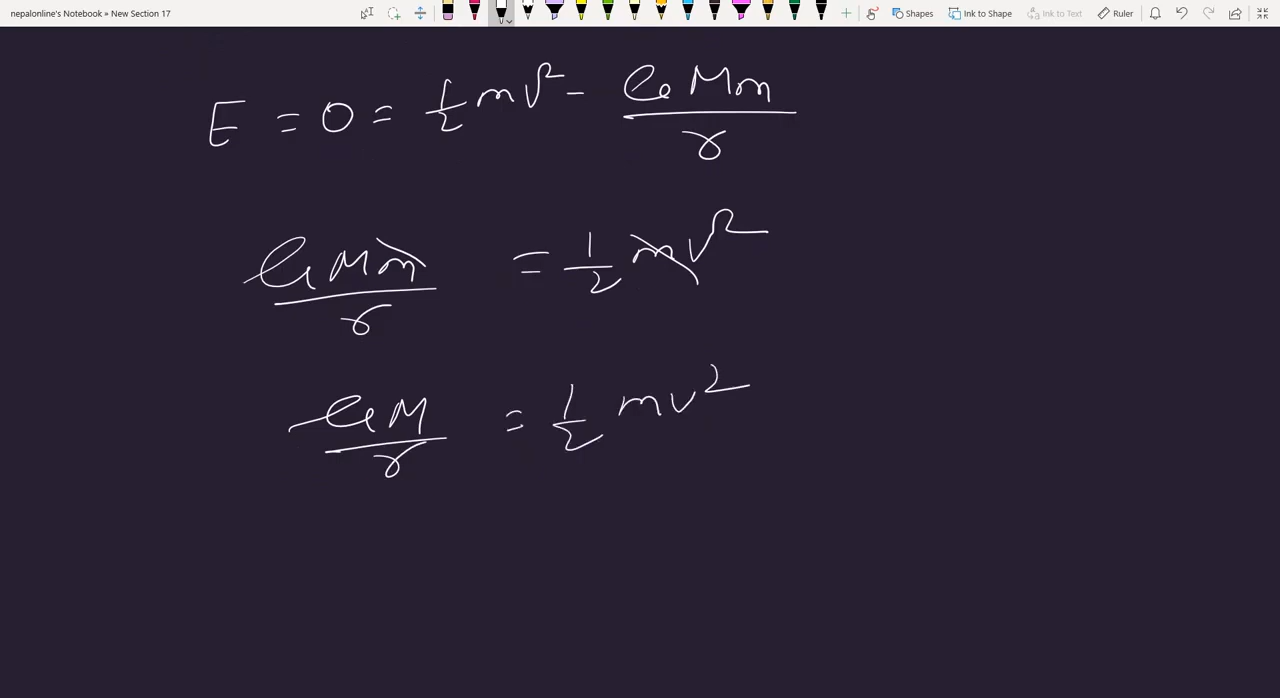 nepalonline's Notebook » New Section 17
Shapes Ink to Shape Ink to Text Ruler
E = 0 = 1/2 mv² - GMm/r
GMm/r = 1/2 mv²
GM/r = 1/2 mv²